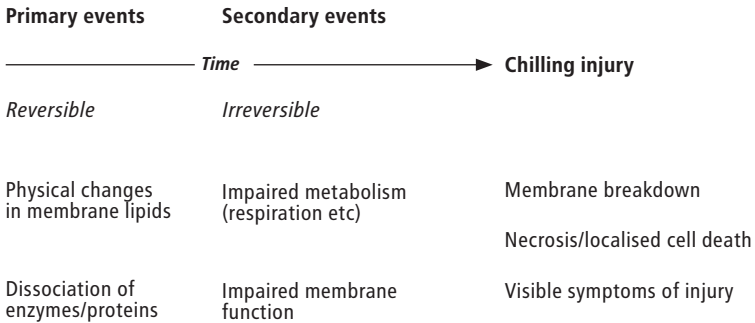 Primary events
Secondary events
Time
Chilling injury
Reversible
Irreversible
Physical changes
in membrane lipids
Impaired metabolism
(respiration etc)
Membrane breakdown
Necrosis/localised cell death
Dissociation of
enzymes/proteins
Impaired membrane
function
Visible symptoms of injury